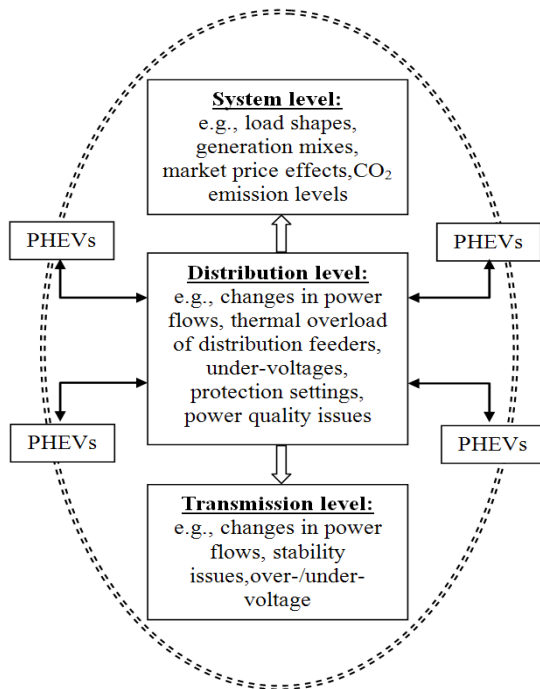 System level:
e.g., load shapes,
generation mixes,
market price effects,CO₂
emission levels
PHEVs
PHEVs
Distribution level:
e.g., changes in power
flows, thermal overload
of distribution feeders,
under-voltages,
protection settings,
power quality issues
PHEVs
PHEVs
Transmission level:
e.g., changes in power
flows, stability
issues,over-/under-
voltage